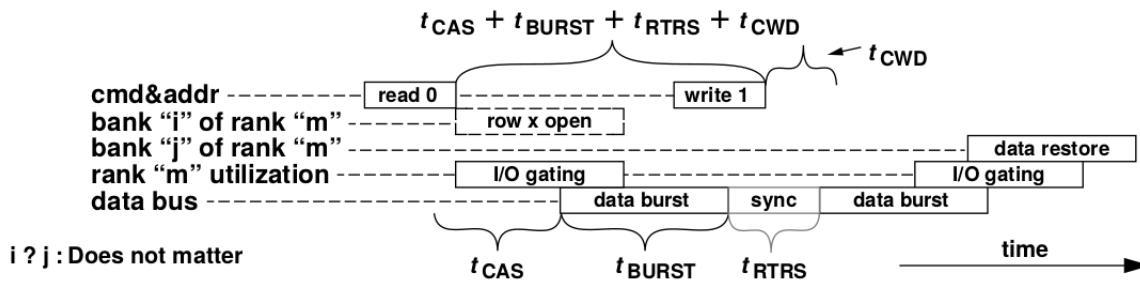 tCAS + tBURST + tRTRS + tCWD
tCWD
cmd&addr read 0 write 1
bank “i” of rank “m” row x open
bank “j” of rank “m” data restore
rank “m” utilization I/O gating I/O gating
data bus data burst sync data burst
i ? j : Does not matter tCAS tBURST tRTRS time